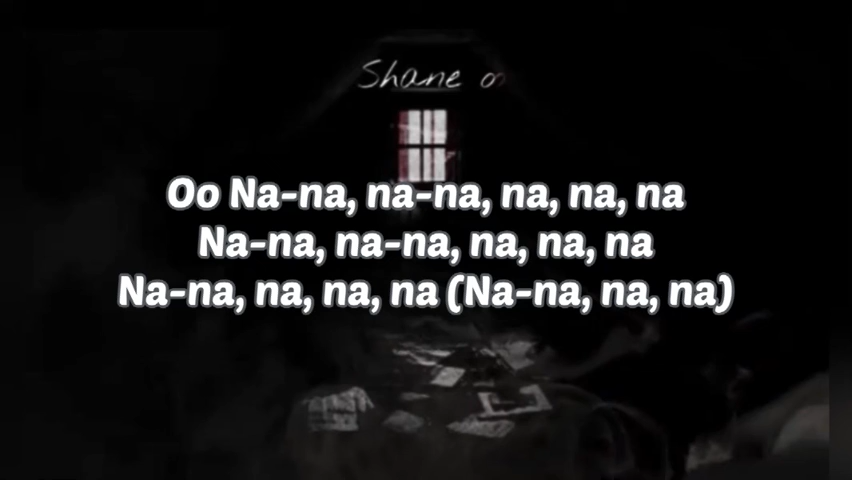 Shane o
Oo Na-na, na-na, na, na, na
Na-na, na-na, na, na, na
Na-na, na, na, na (Na-na, na, na)